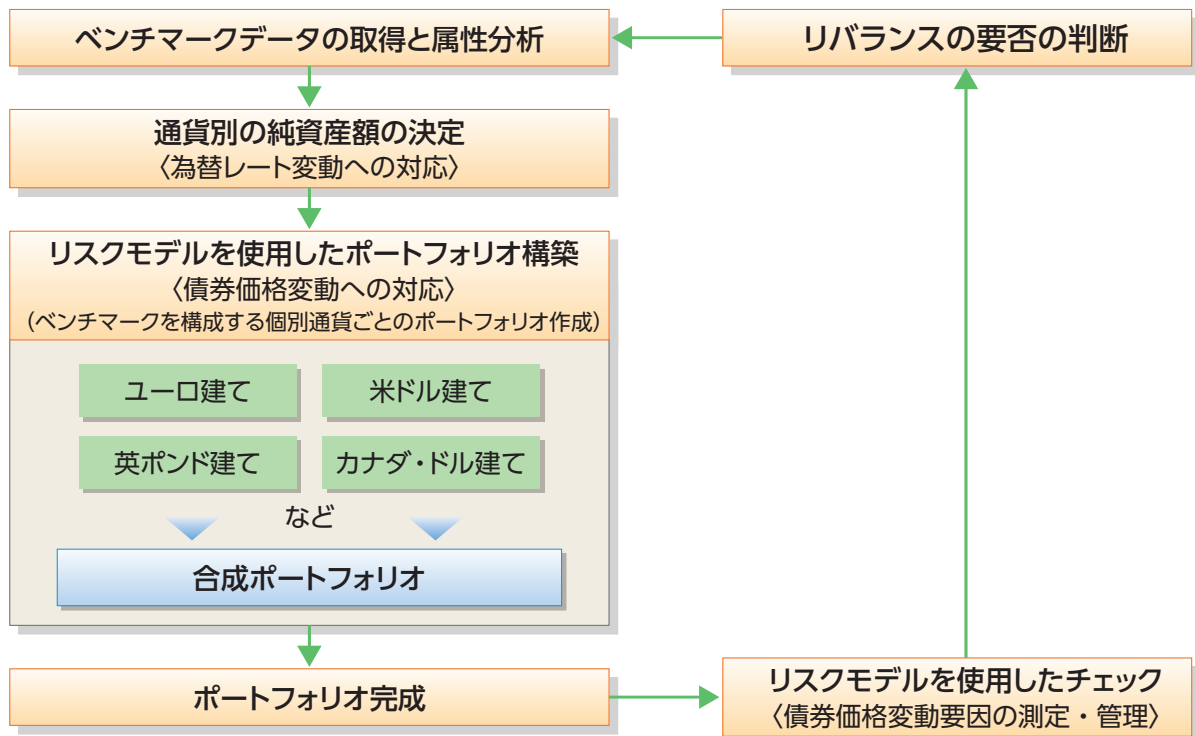 ベンチマークデータの取得と属性分析
リバランスの要否の判断
通貨別の純資産額の決定
〈為替レート変動への対応〉
リスクモデルを使用したポートフォリオ構築
〈債券価格変動への対応〉
(ベンチマークを構成する個別通貨ごとのポートフォリオ作成)
ユーロ建て
米ドル建て
英ポンド建て
カナダ・ドル建て
など
合成ポートフォリオ
ポートフォリオ完成
リスクモデルを使用したチェック
〈債券価格変動要因の測定・管理〉